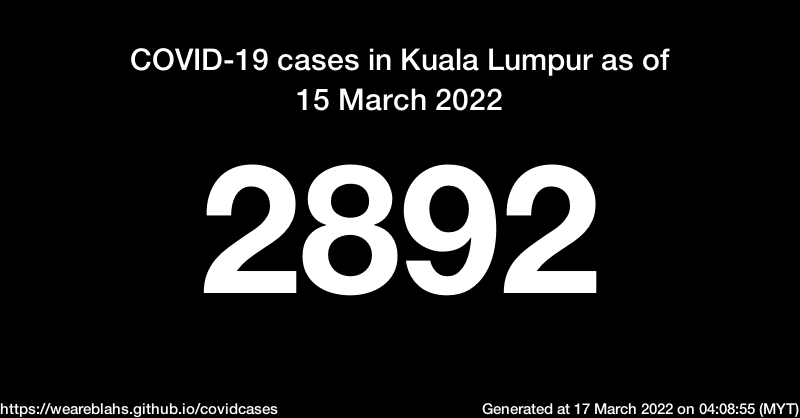 COVID-19 cases in Kuala Lumpur as of
15 March 2022
2892
https://weareblahs.github.io/covidcases
Generated at 17 March 2022 on 04:08:55 (MYT)